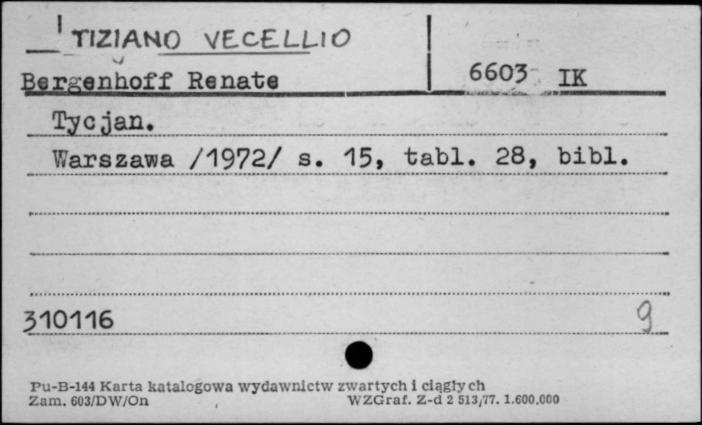 TIZIANO VECELLIO
Bergenhoff Renate 6603 IK
Tycjan.
Warszawa /1972/ s. 15, tabl. 28, bibl.
310116 9
Pu-B-144 Karta katalogowa wydawnictw zwartych i ciągłych
Zam. 603/DW/On WZGraf. Z-d 2 513/77. 1.600.000